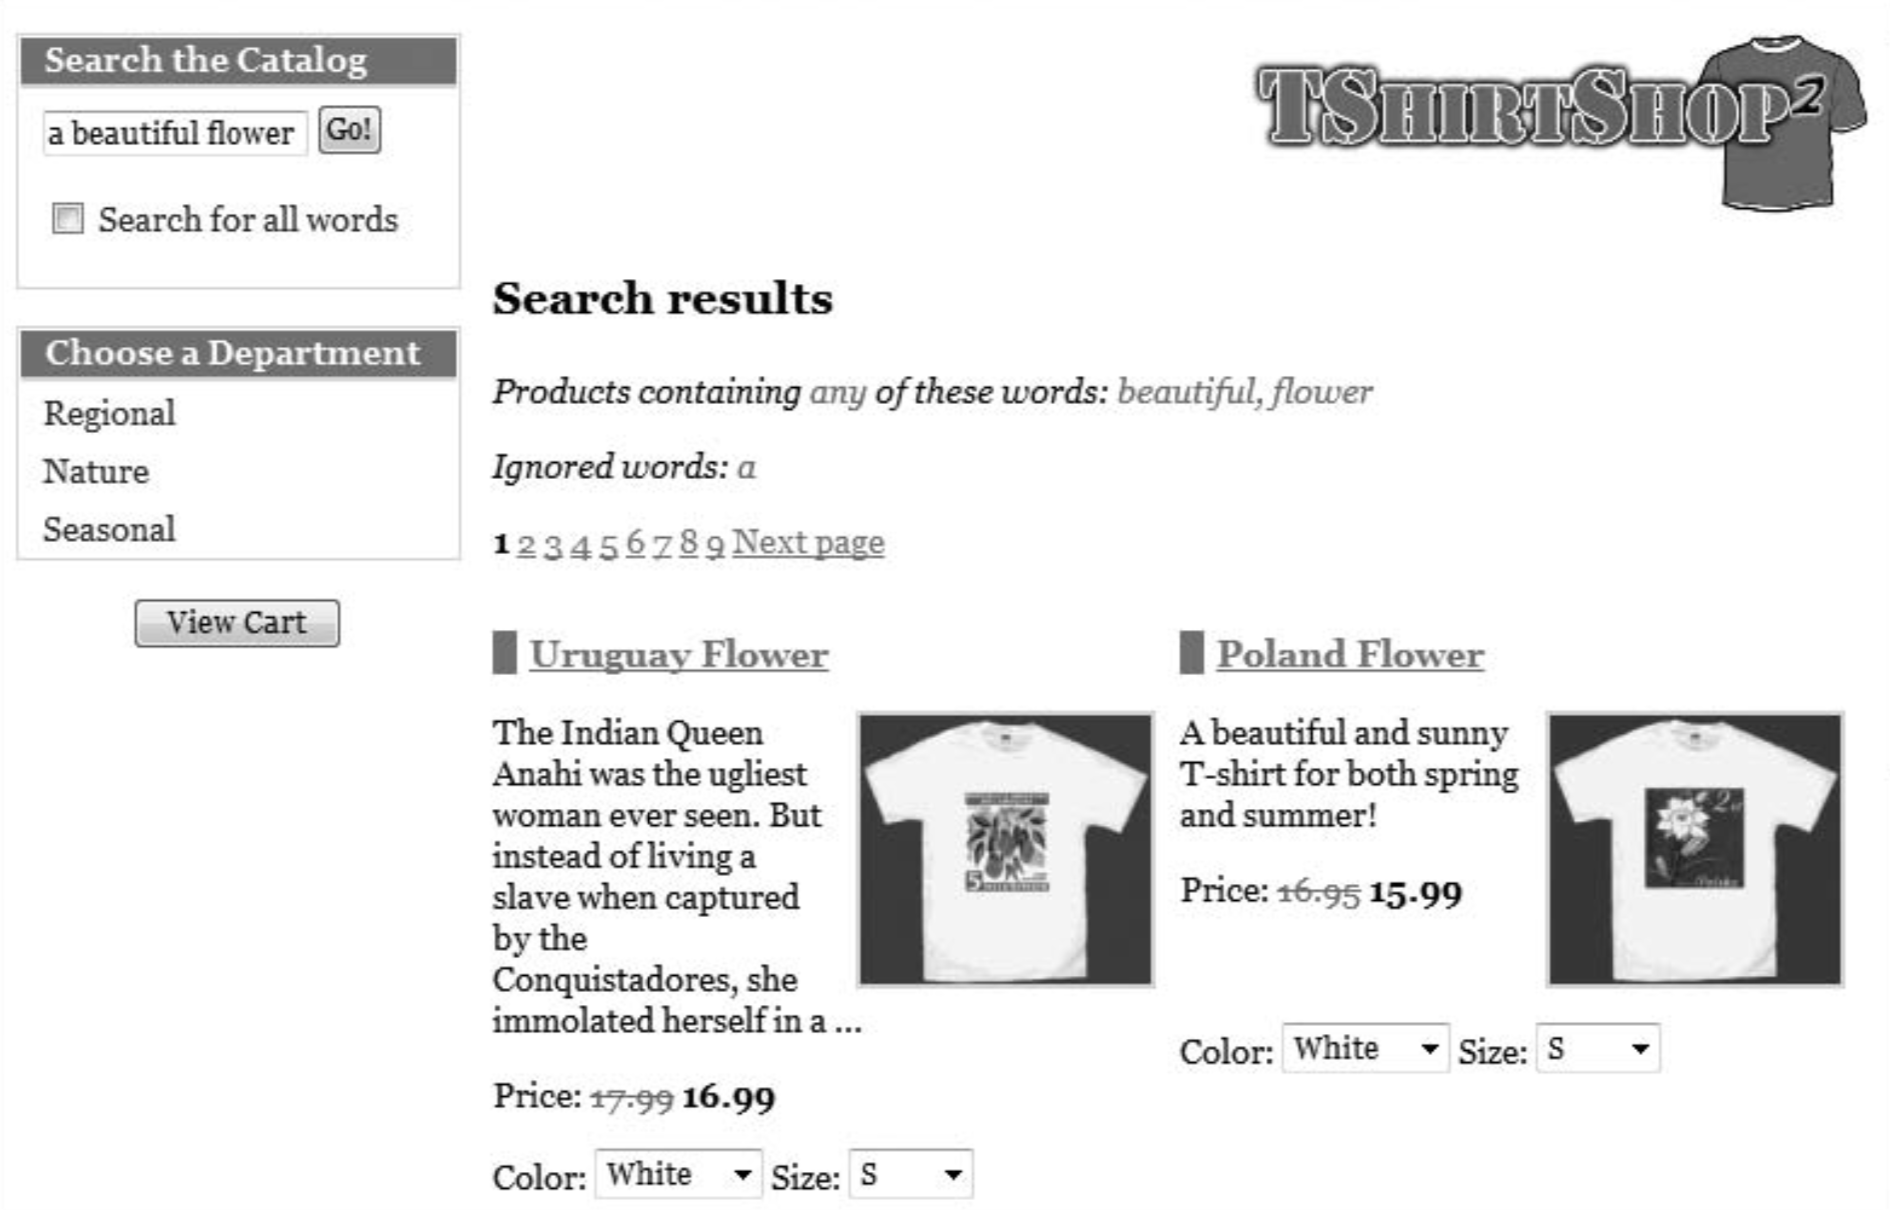 Search the Catalog
a beautiful flower Go!
Search for all words
Choose a Department
Regional
Nature
Seasonal
View Cart
TShirtShop2
Search results
Products containing any of these words: beautiful, flower
Ignored words: a
1 2 3 4 5 6 7 8 9 Next page
Uruguay Flower
The Indian Queen
Anahi was the ugliest
woman ever seen. But
instead of living a
slave when captured
by the
Conquistadores, she
immolated herself in a ...
Price: 17.99 16.99
Color: White Size: S
Poland Flower
A beautiful and sunny
T-shirt for both spring
and summer!
Price: 16.95 15.99
Color: White Size: S
5